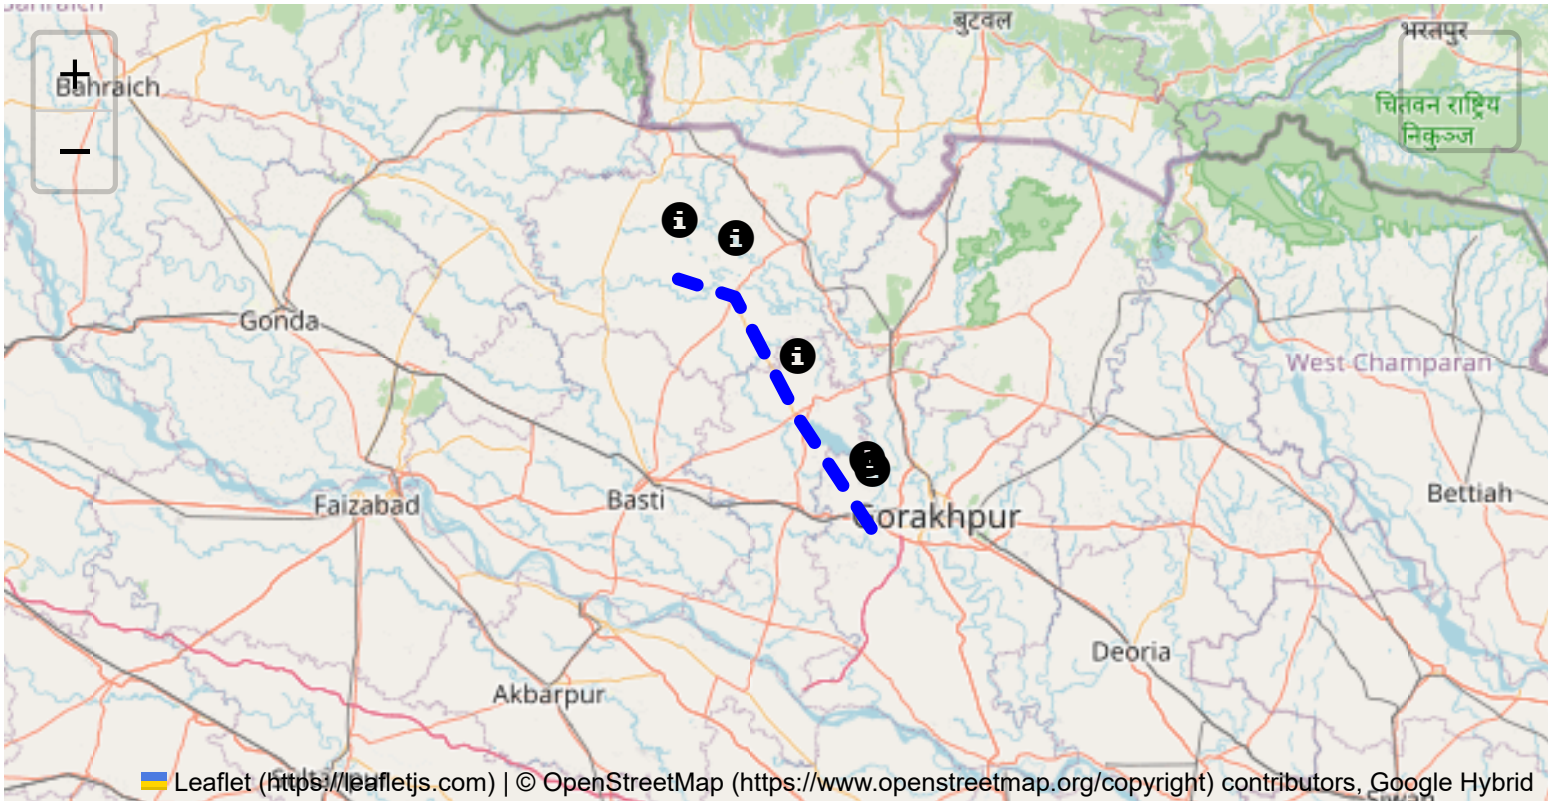 Bahraich
बुटवल
भरतपुर
+
Bahraich
चितवन राष्ट्रिय
निकुञ्ज
−
Gonda
West Champaran
Basti
Faizabad
Gorakhpur
Bettiah
Deoria
Akbarpur
Leaflet (https://leafletjs.com) | © OpenStreetMap (https://www.openstreetmap.org/copyright) contributors, Google Hybrid